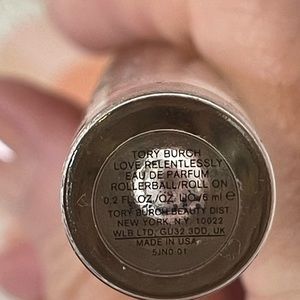 TORY BURCH
LOVE RELENTLESSLY
EAU DE PARFUM
ROLLERBALL/ROLL ON
0.2 FL.OZ./OZ. LIQ/6 ml e
TORY BURCH BEAUTY DIST
NEW YORK, N.Y. 10022
WLB LTD, GU32 3DD, UK
MADE IN USA
5JN0 01